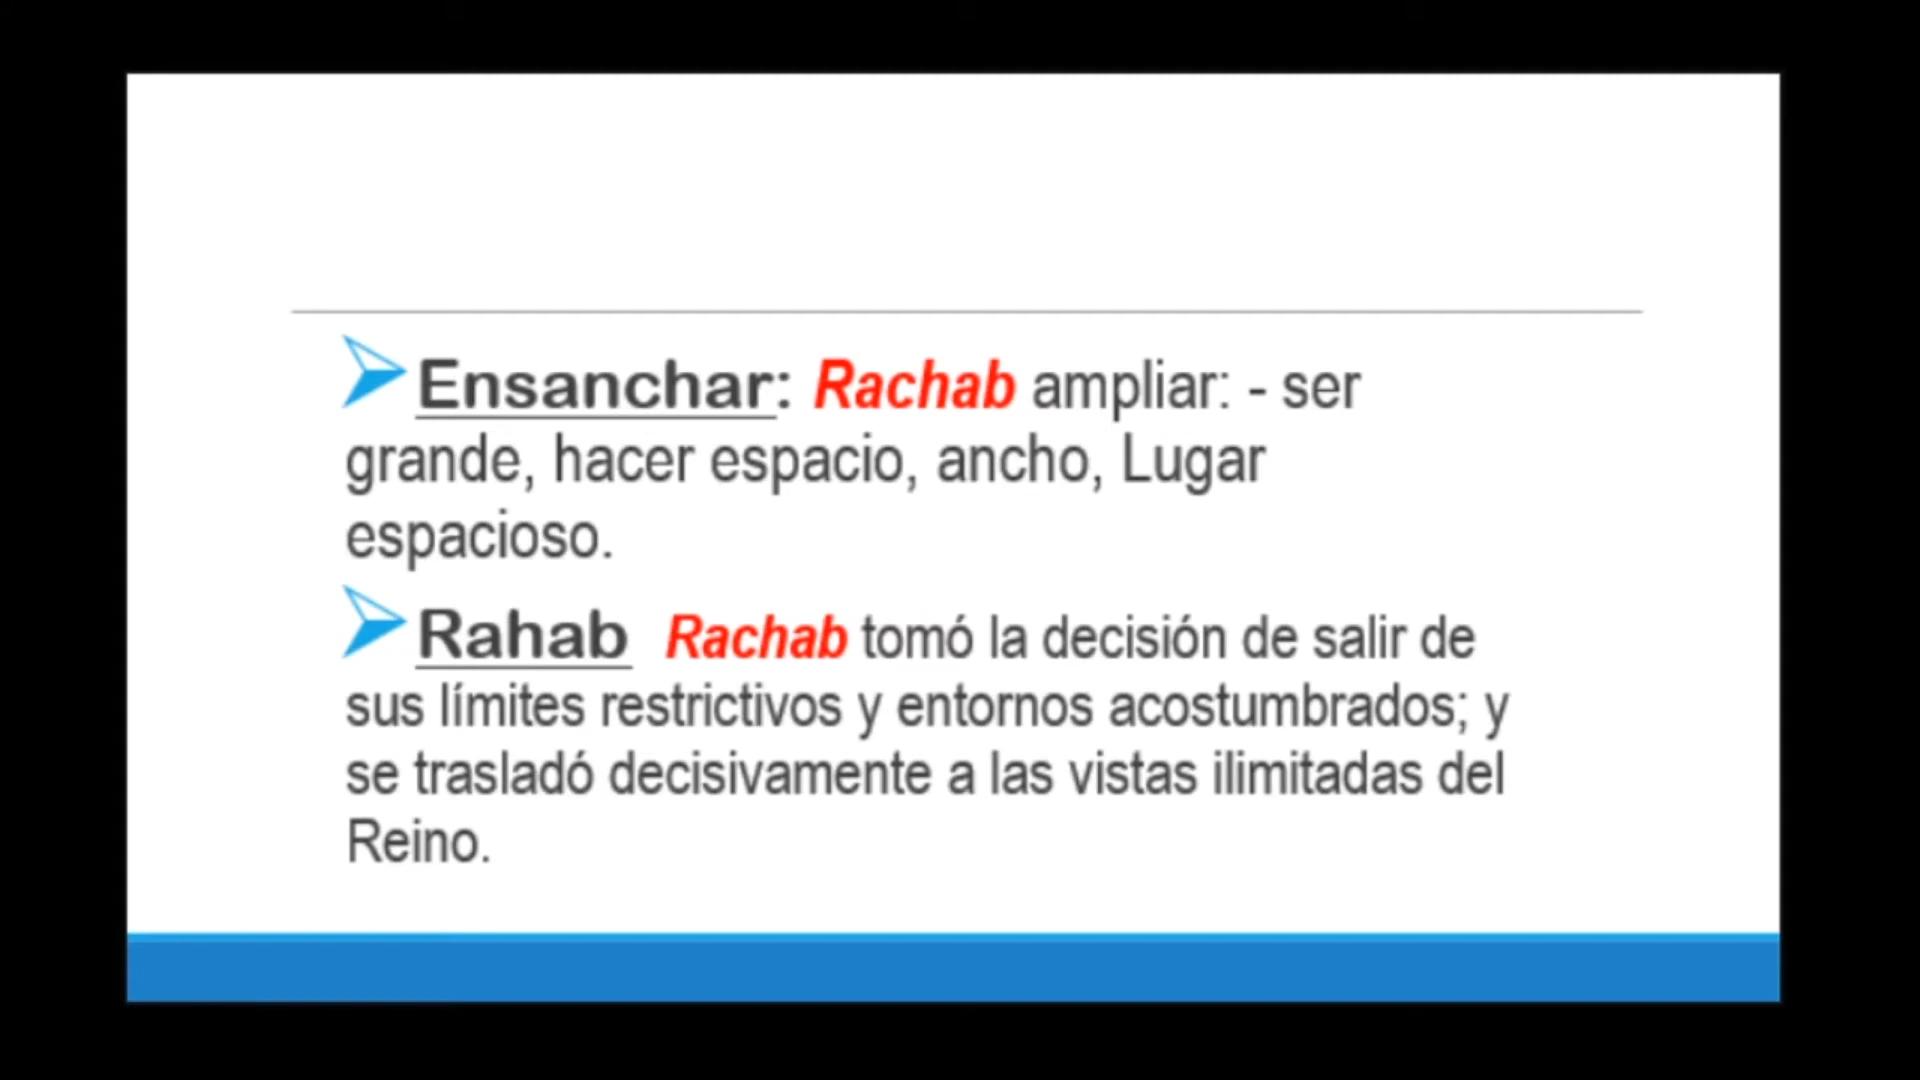 Ensanchar: Rachab ampliar: - ser
grande, hacer espacio, ancho, Lugar
espacioso.
Rahab Rachab tomó la decisión de salir de
sus límites restrictivos y entornos acostumbrados; y
se trasladó decisivamente a las vistas ilimitadas del
Reino.